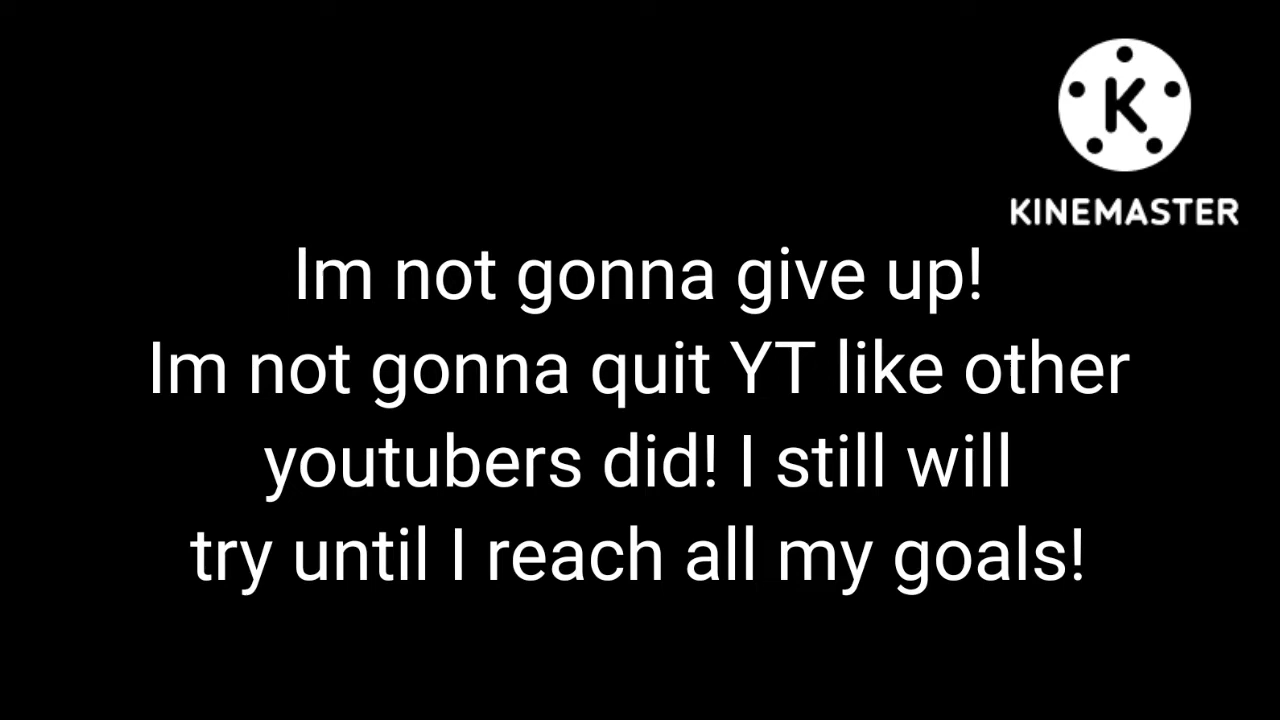 K
KINEMASTER
Im not gonna give up!
Im not gonna quit YT like other
youtubers did! I still will
try until I reach all my goals!